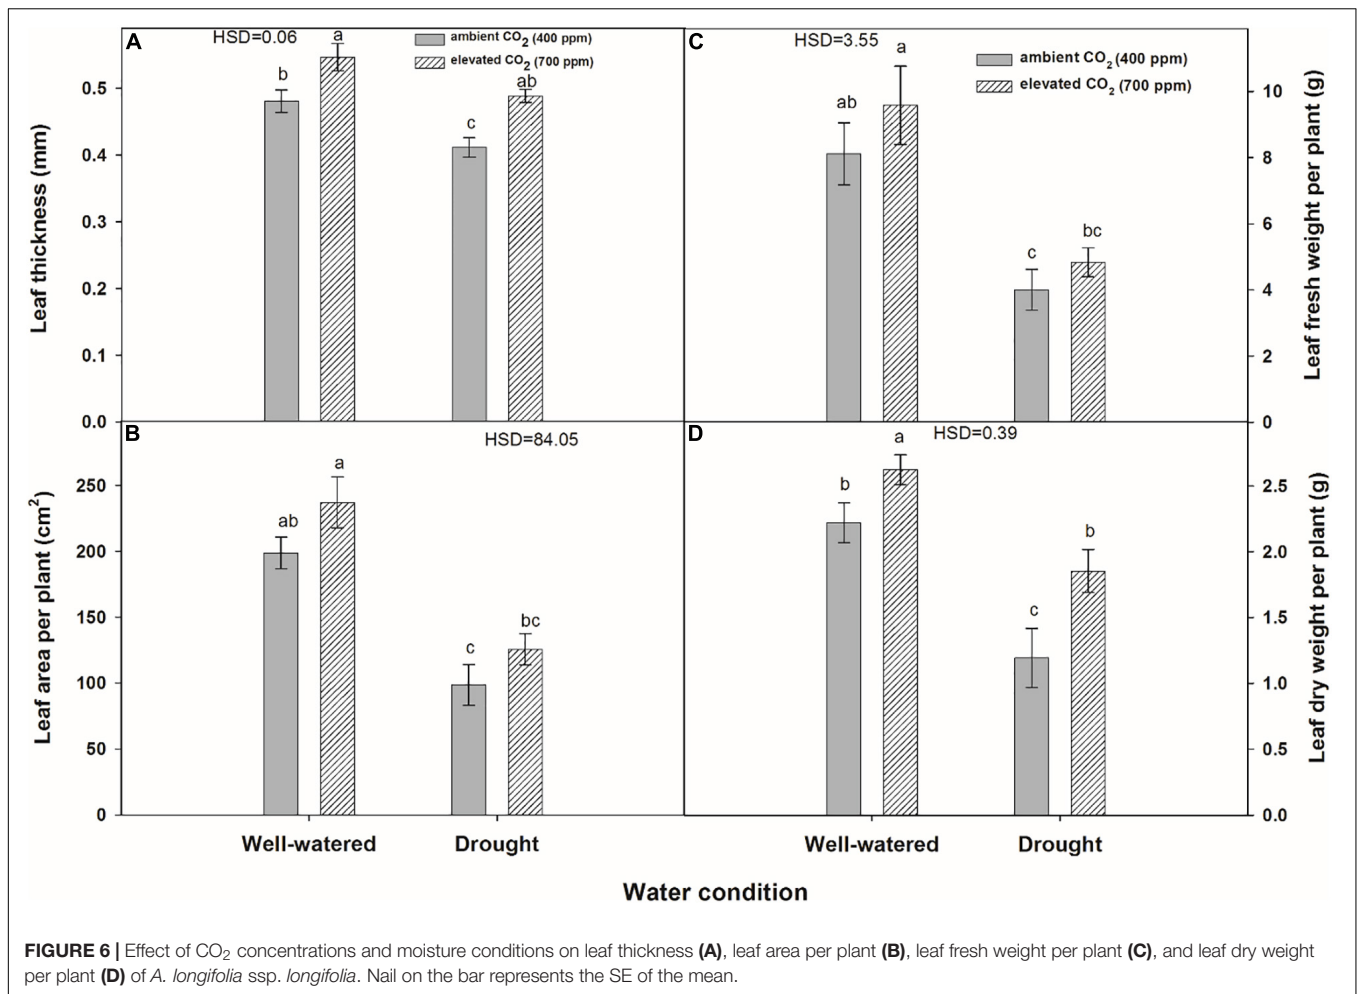 A
HSD=0.06
ambient CO2 (400 ppm)
elevated CO2 (700 ppm)
b
a
c
ab
0.5
0.4
0.3
0.2
0.1
0.0
Leaf thickness (mm)
C
HSD=3.55
ambient CO2 (400 ppm)
elevated CO2 (700 ppm)
ab
a
c
bc
10
8
6
4
2
0
Leaf fresh weight per plant (g)
B
HSD=84.05
ab
a
c
bc
250
200
150
100
50
0
Leaf area per plant (cm2)
Well-watered
Drought
D
HSD=0.39
b
a
c
b
2.5
2.0
1.5
1.0
0.5
0.0
Leaf dry weight per plant (g)
Well-watered
Drought
Water condition
FIGURE 6 | Effect of CO2 concentrations and moisture conditions on leaf thickness (A), leaf area per plant (B), leaf fresh weight per plant (C), and leaf dry weight
per plant (D) of A. longifolia ssp. longifolia. Nail on the bar represents the SE of the mean.